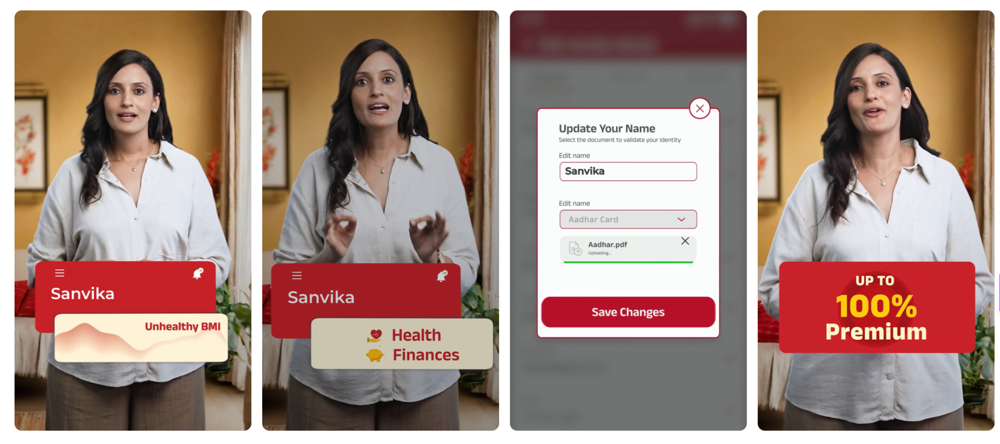 Sanvika
Unhealthy BMI
Sanvika
Health
Finances
Update Your Name
Select the document to validate your identity
Edit name
Sanvika
Edit name
Aadhar Card
Aadhar.pdf
Uploading...
Save Changes
UP TO
100%
Premium